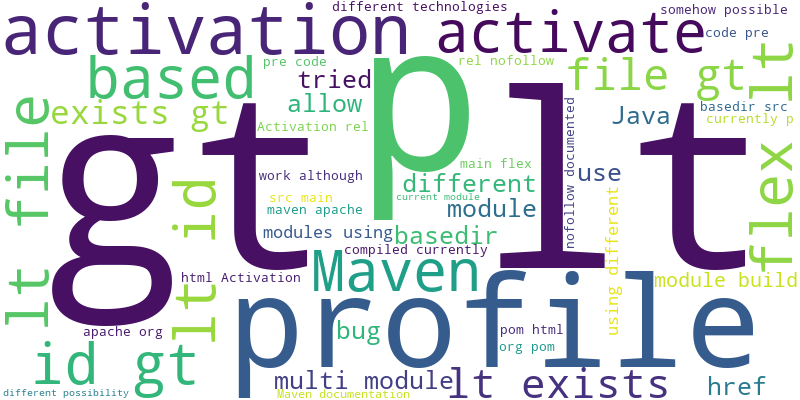 different technologies
somehow possible
activation
activate
code pre
p
pre code
rel nofollow
based
tried
file gt
lt
exists gt
allow
Java
basedir src
currently p
gt
lt
Activation rel
lt file
nofollow documented
main flex
work although
different
use
flex
src main
current module
lt id
maven apache
module
using different
modules using
basedir
compiled currently
html Activation
Maven
module build
profile
apache org
bug
pom html
org pom
id gt
multi module
lt exists
href
different possibility
Maven documentation